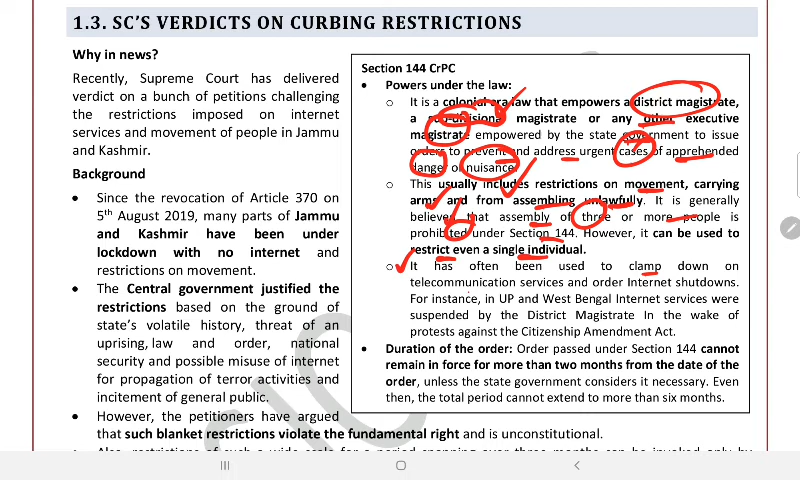 1.3. SC'S VERDICTS ON CURBING RESTRICTIONS
Why in news?
Recently, Supreme Court has delivered
verdict on a bunch of petitions challenging
the restrictions imposed on internet
services and movement of people in Jammu
and Kashmir.
Background
• Since the revocation of Article 370 on
5th August 2019, many parts of Jammu
and Kashmir have been under
lockdown with no internet and
restrictions on movement.
• The Central government justified the
restrictions based on the ground of
state's volatile history, threat of an
uprising, law and order, national
security and possible misuse of internet
for propagation of terror activities and
incitement of general public.
• However, the petitioners have argued
that such blanket restrictions violate the fundamental right and is unconstitutional.
Section 144 CrPC
• Powers under the law:
o It is a colonial era law that empowers a district magistrate,
a sub-divisional magistrate or any other executive
magistrate empowered by the state government to issue
orders to prevent and address urgent cases of apprehended
danger or nuisance.
o This usually includes restrictions on movement, carrying
arms and from assembling unlawfully. It is generally
believed that assembly of three or more people is
prohibited under Section 144. However, it can be used to
restrict even a single individual.
o It has often been used to clamp down on
telecommunication services and order Internet shutdowns.
For instance, in UP and West Bengal Internet services were
suspended by the District Magistrate In the wake of
protests against the Citizenship Amendment Act.
• Duration of the order: Order passed under Section 144 cannot
remain in force for more than two months from the date of the
order, unless the state government considers it necessary. Even
then, the total period cannot extend to more than six months.